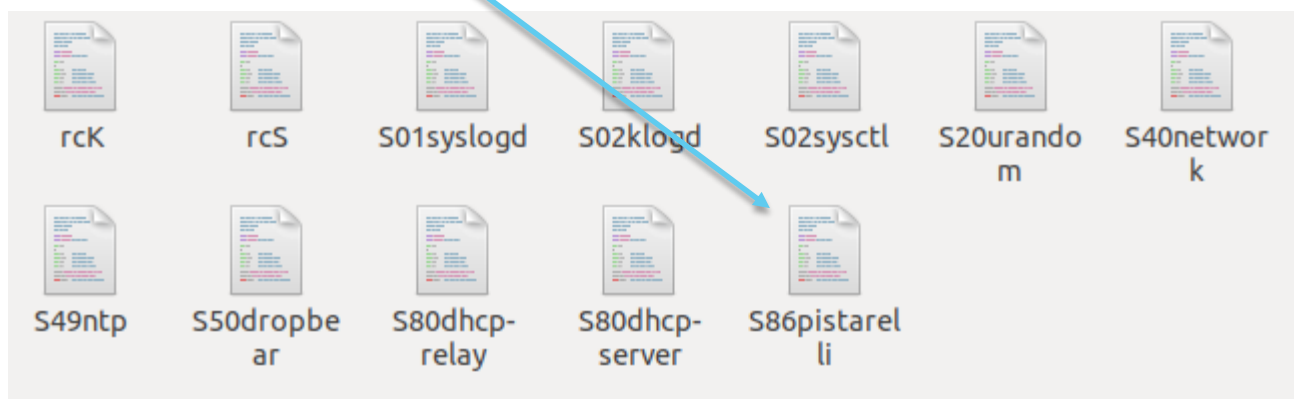 rcK
rcS
S01syslogd
S02klogd
S02sysctl
S20urando
m
S40networ
k
S49ntp
S50dropbe
ar
S80dhcp-
relay
S80dhcp-
server
S86pistarel
li